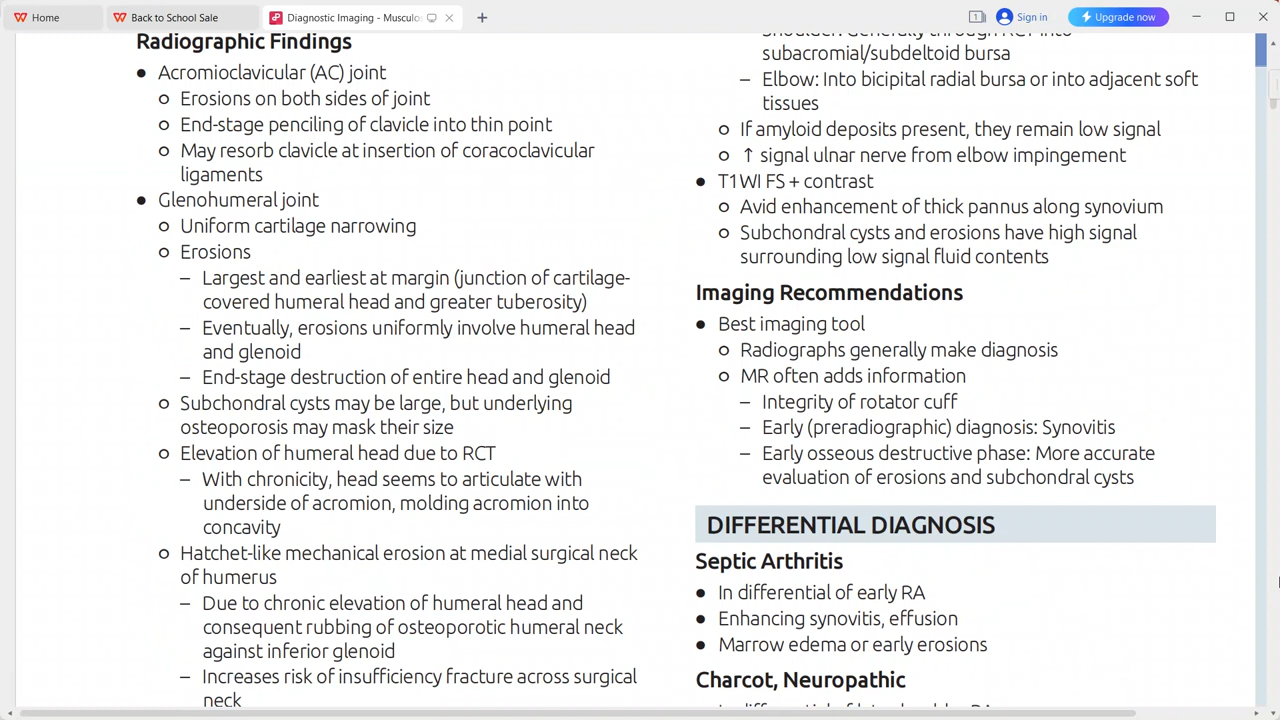 Home
Back to School Sale
Diagnostic Imaging - Musculo
1
Sign in
Upgrade now
Radiographic Findings
● Acromioclavicular (AC) joint
○ Erosions on both sides of joint
○ End-stage penciling of clavicle into thin point
○ May resorb clavicle at insertion of coracoclavicular
ligaments
● Glenohumeral joint
○ Uniform cartilage narrowing
○ Erosions
– Largest and earliest at margin (junction of cartilage-
covered humeral head and greater tuberosity)
– Eventually, erosions uniformly involve humeral head
and glenoid
– End-stage destruction of entire head and glenoid
○ Subchondral cysts may be large, but underlying
osteoporosis may mask their size
○ Elevation of humeral head due to RCT
– With chronicity, head seems to articulate with
underside of acromion, molding acromion into
concavity
○ Hatchet-like mechanical erosion at medial surgical neck
of humerus
– Due to chronic elevation of humeral head and
consequent rubbing of osteoporotic humeral neck
against inferior glenoid
– Increases risk of insufficiency fracture across surgical
neck
Shoulder: Generally through RCT into
subacromial/subdeltoid bursa
– Elbow: Into bicipital radial bursa or into adjacent soft
tissues
○ If amyloid deposits present, they remain low signal
○ ↑ signal ulnar nerve from elbow impingement
● T1WI FS + contrast
○ Avid enhancement of thick pannus along synovium
○ Subchondral cysts and erosions have high signal
surrounding low signal fluid contents
Imaging Recommendations
● Best imaging tool
○ Radiographs generally make diagnosis
○ MR often adds information
– Integrity of rotator cuff
– Early (preradiographic) diagnosis: Synovitis
– Early osseous destructive phase: More accurate
evaluation of erosions and subchondral cysts
DIFFERENTIAL DIAGNOSIS
Septic Arthritis
● In differential of early RA
● Enhancing synovitis, effusion
● Marrow edema or early erosions
Charcot, Neuropathic